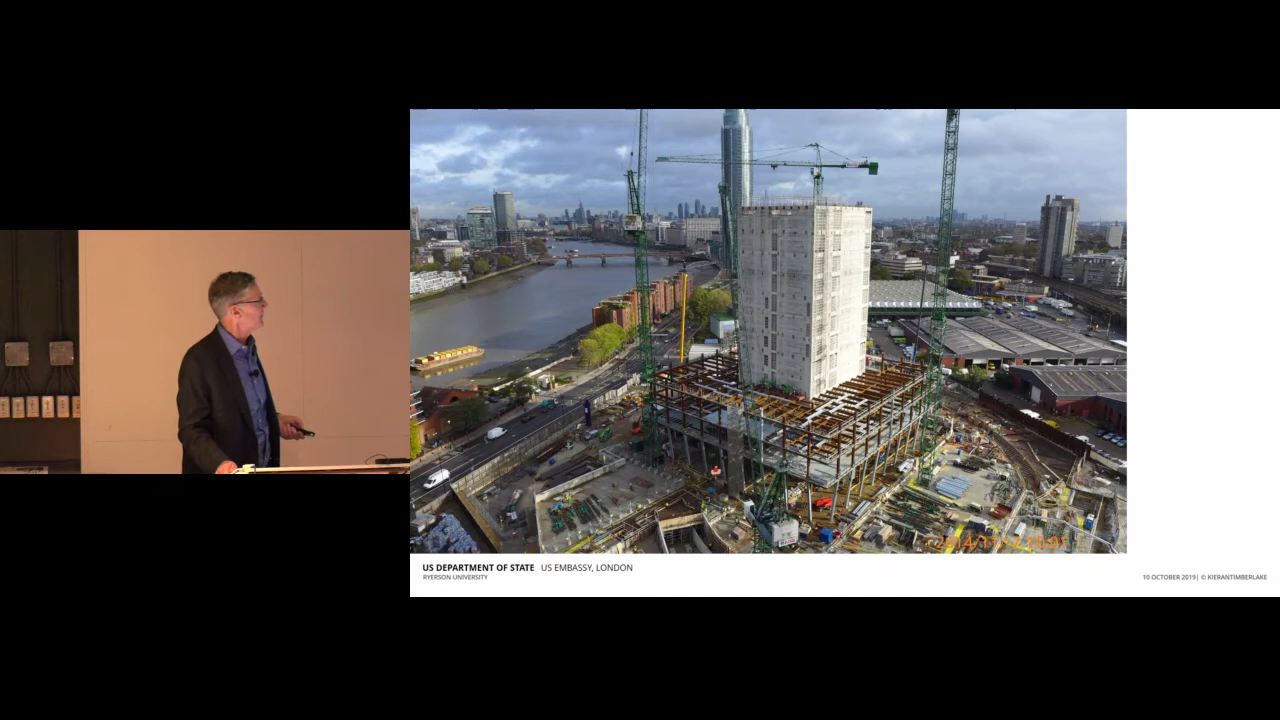 US DEPARTMENT OF STATE US EMBASSY, LONDON
RYERSON UNIVERSITY
10 OCTOBER 2019| © KIERANTIMBERLAKE